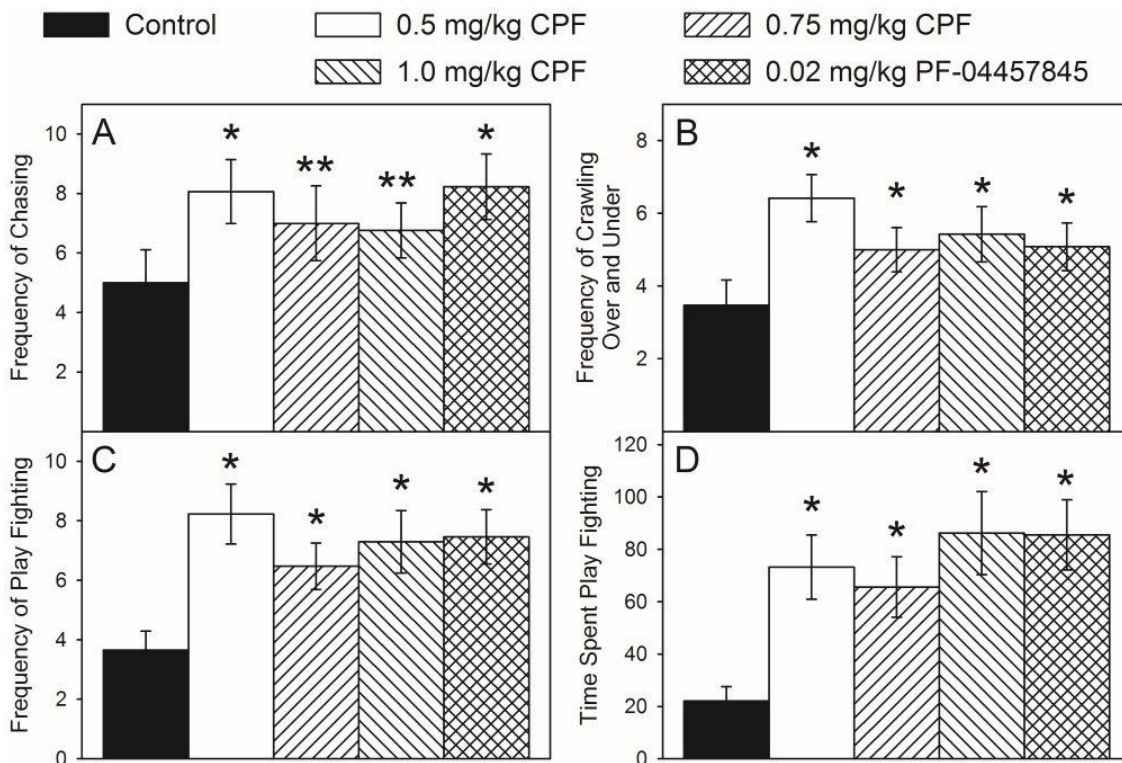 Control
0.5 mg/kg CPF
0.75 mg/kg CPF
1.0 mg/kg CPF
0.02 mg/kg PF-04457845
A
Frequency of Chasing
10
8
6
4
2
*
**
**
*
B
Frequency of Crawling
Over and Under
8
6
4
2
*
*
*
*
C
Frequency of Play Fighting
10
8
6
4
2
0
*
*
*
*
D
Time Spent Play Fighting
120
100
80
60
40
20
0
*
*
*
*